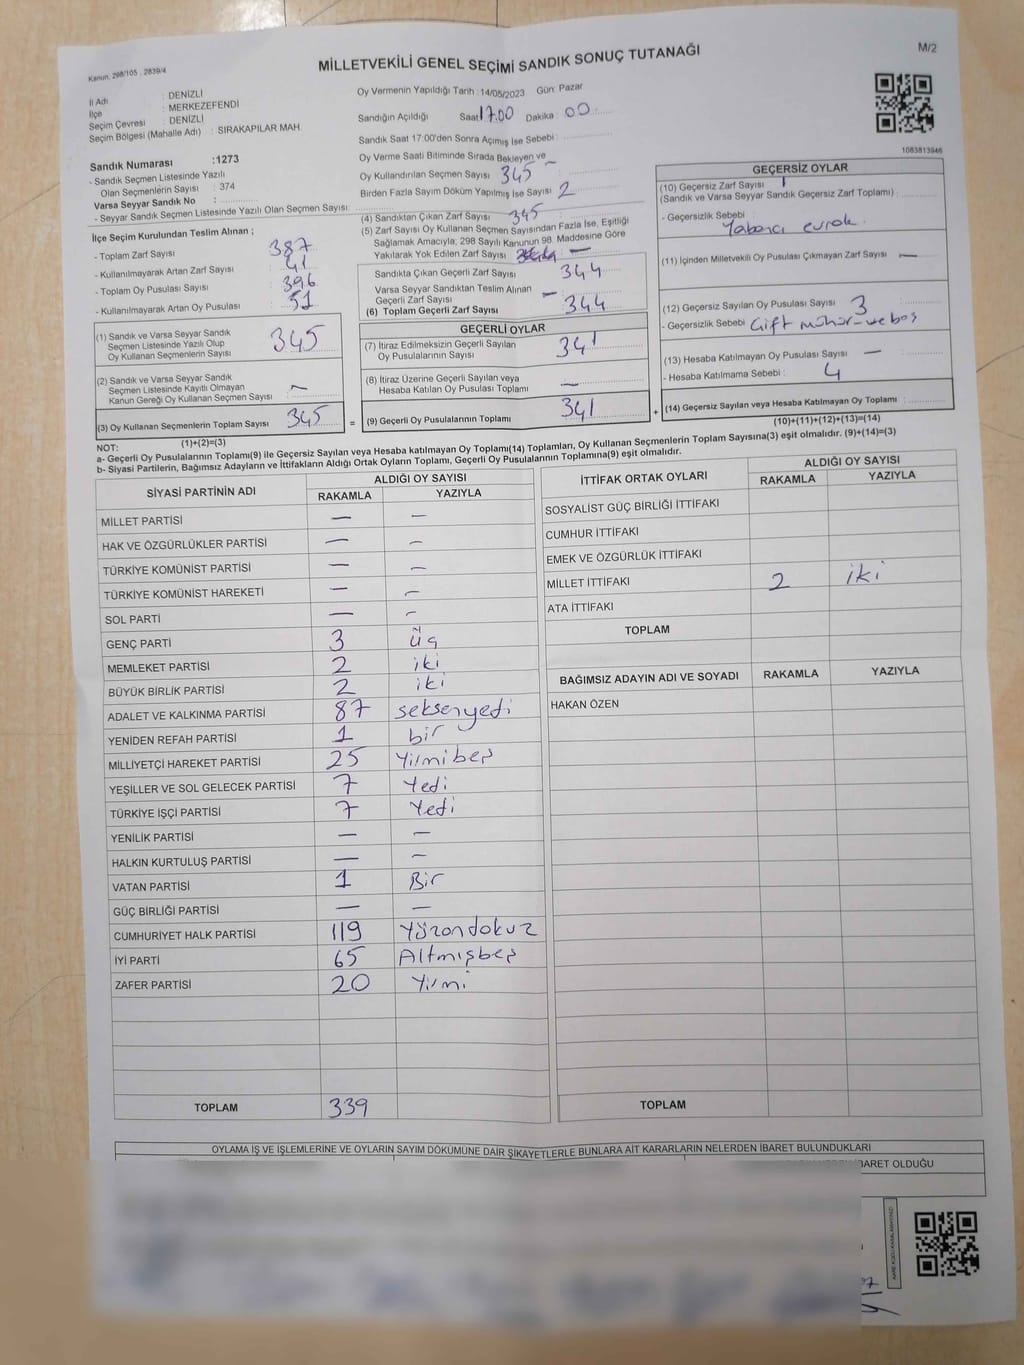 Kanun, 298/105 , 2839/4
MİLLETVEKİLİ GENEL SEÇİMİ SANDIK SONUÇ TUTANAĞI
M/2
İl Adı : DENİZLİ
İlçe : MERKEZEFENDİ
Seçim Çevresi : DENİZLİ
Seçim Bölgesi (Mahalle Adı) : SIRAKAPILAR MAH.
Sandık Numarası :1273
- Sandık Seçmen Listesinde Yazılı
Olan Seçmenlerin Sayısı : 374
Varsa Seyyar Sandık No :
- Seyyar Sandık Seçmen Listesinde Yazılı Olan Seçmen Sayısı:
Oy Vermenin Yapıldığı Tarih :14/05/2023 Gün: Pazar
Sandığın Açıldığı Saat 17.00 Dakika : 00
Sandık Saat 17:00'den Sonra Açımış İse Sebebi :
Oy Verme Saati Bitiminde Sırada Bekleyen ve
Oy Kullandırılan Seçmen Sayısı 345 —
Birden Fazla Sayım Döküm Yapılmış İse Sayısı : 2
1083813946
İlçe Seçim Kurulundan Teslim Alınan ;
- Toplam Zarf Sayısı 387
- Kullanılmayarak Artan Zarf Sayısı 41
- Toplam Oy Pusulası Sayısı 396
- Kullanılmayarak Artan Oy Pusulası 51
(1) Sandık ve Varsa Seyyar Sandık
Seçmen Listesinde Yazılı Olup
Oy Kullanan Seçmenlerin Sayısı 345
(2) Sandık ve Varsa Seyyar Sandık
Seçmen Listesinde Kayıtlı Olmayan
Kanun Gereği Oy Kullanan Seçmen Sayısı : —
(3) Oy Kullanan Seçmenlerin Toplam Sayısı 345
(1)+(2)=(3)
(4) Sandıktan Çıkan Zarf Sayısı 345
(5) Zarf Sayısı Oy Kullanan Seçmen Sayısından Fazla İse, Eşitliği
Sağlamak Amacıyla, 298 Sayılı Kanunun 98. Maddesine Göre
Yakılarak Yok Edilen Zarf Sayısı —
Sandıkta Çıkan Geçerli Zarf Sayısı 344
Varsa Seyyar Sandıktan Teslim Alınan
Geçerli Zarf Sayısı —
(6) Toplam Geçerli Zarf Sayısı 344
GEÇERLİ OYLAR
(7) İtiraz Edilmeksizin Geçerli Sayılan
Oy Pusulalarının Sayısı 341
(8) İtiraz Üzerine Geçerli Sayılan veya
Hesaba Katılan Oy Pusulası Toplamı —
= (9) Geçerli Oy Pusulalarının Toplamı 341 +
GEÇERSİZ OYLAR
(10) Geçersiz Zarf Sayısı 1
(Sandık ve Varsa Seyyar Sandık Geçersiz Zarf Toplamı) :
- Geçersizlik Sebebi Yabancı evrak
(11) İçinden Milletvekili Oy Pusulası Çıkmayan Zarf Sayısı —
(12) Geçersiz Sayılan Oy Pusulası Sayısı 3
- Geçersizlik Sebebi Çift mühür-ve boş
(13) Hesaba Katılmayan Oy Pusulası Sayısı —
- Hesaba Katılmama Sebebi : 4
(14) Geçersiz Sayılan veya Hesaba Katılmayan Oy Toplamı :
(10)+(11)+(12)+(13)=(14)
NOT:
a- Geçerli Oy Pusulalarının Toplamı(9) ile Geçersiz Sayılan veya Hesaba katılmayan Oy Toplamı(14) Toplamları, Oy Kullanan Seçmenlerin Toplam Sayısına(3) eşit olmalıdır. (9)+(14)=(3)
b- Siyasi Partilerin, Bağımsız Adayların ve İttifakların Aldığı Ortak Oyların Toplamı, Geçerli Oy Pusulalarının Toplamına(9) eşit olmalıdır.
SİYASİ PARTİNİN ADI ALDIĞI OY SAYISI
RAKAMLA YAZIYLA
MİLLET PARTİSİ — —
HAK VE ÖZGÜRLÜKLER PARTİSİ — —
TÜRKİYE KOMÜNİST PARTİSİ — —
TÜRKİYE KOMÜNİST HAREKETİ — —
SOL PARTİ — —
GENÇ PARTİ 3 üç
MEMLEKET PARTİSİ 2 iki
BÜYÜK BİRLİK PARTİSİ 2 iki
ADALET VE KALKINMA PARTİSİ 87 seksenyedi
YENİDEN REFAH PARTİSİ 1 bir
MİLLİYETÇİ HAREKET PARTİSİ 25 Yirmibeş
YEŞİLLER VE SOL GELECEK PARTİSİ 7 Yedi
TÜRKİYE İŞÇİ PARTİSİ 7 Yedi
YENİLİK PARTİSİ — —
HALKIN KURTULUŞ PARTİSİ — —
VATAN PARTİSİ 1 Bir
GÜÇ BİRLİĞİ PARTİSİ — —
CUMHURİYET HALK PARTİSİ 119 Yüzondokuz
İYİ PARTİ 65 Altmışbeş
ZAFER PARTİSİ 20 Yirmi
TOPLAM 339
İTTİFAK ORTAK OYLARI ALDIĞI OY SAYISI
RAKAMLA YAZIYLA
SOSYALİST GÜÇ BİRLİĞİ İTTİFAKI
CUMHUR İTTİFAKI
EMEK VE ÖZGÜRLÜK İTTİFAKI
MİLLET İTTİFAKI 2 iki
ATA İTTİFAKI
TOPLAM
BAĞIMSIZ ADAYIN ADI VE SOYADI RAKAMLA YAZIYLA
HAKAN ÖZEN
TOPLAM
OYLAMA İŞ VE İŞLEMLERİNE VE OYLARIN SAYIM DÖKÜMÜNE DAİR ŞİKAYETLERLE BUNLARA AİT KARARLARIN NELERDEN İBARET BULUNDUKLARI
BARET OLDUĞU